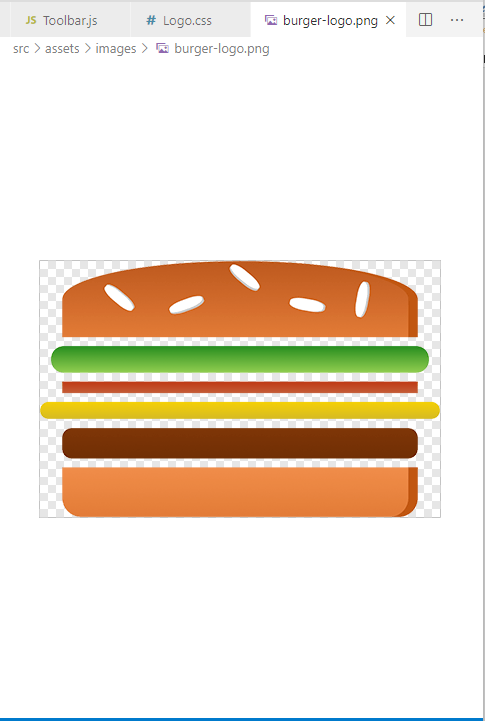 JS Toolbar.js # Logo.css burger-logo.png
src > assets > images > burger-logo.png